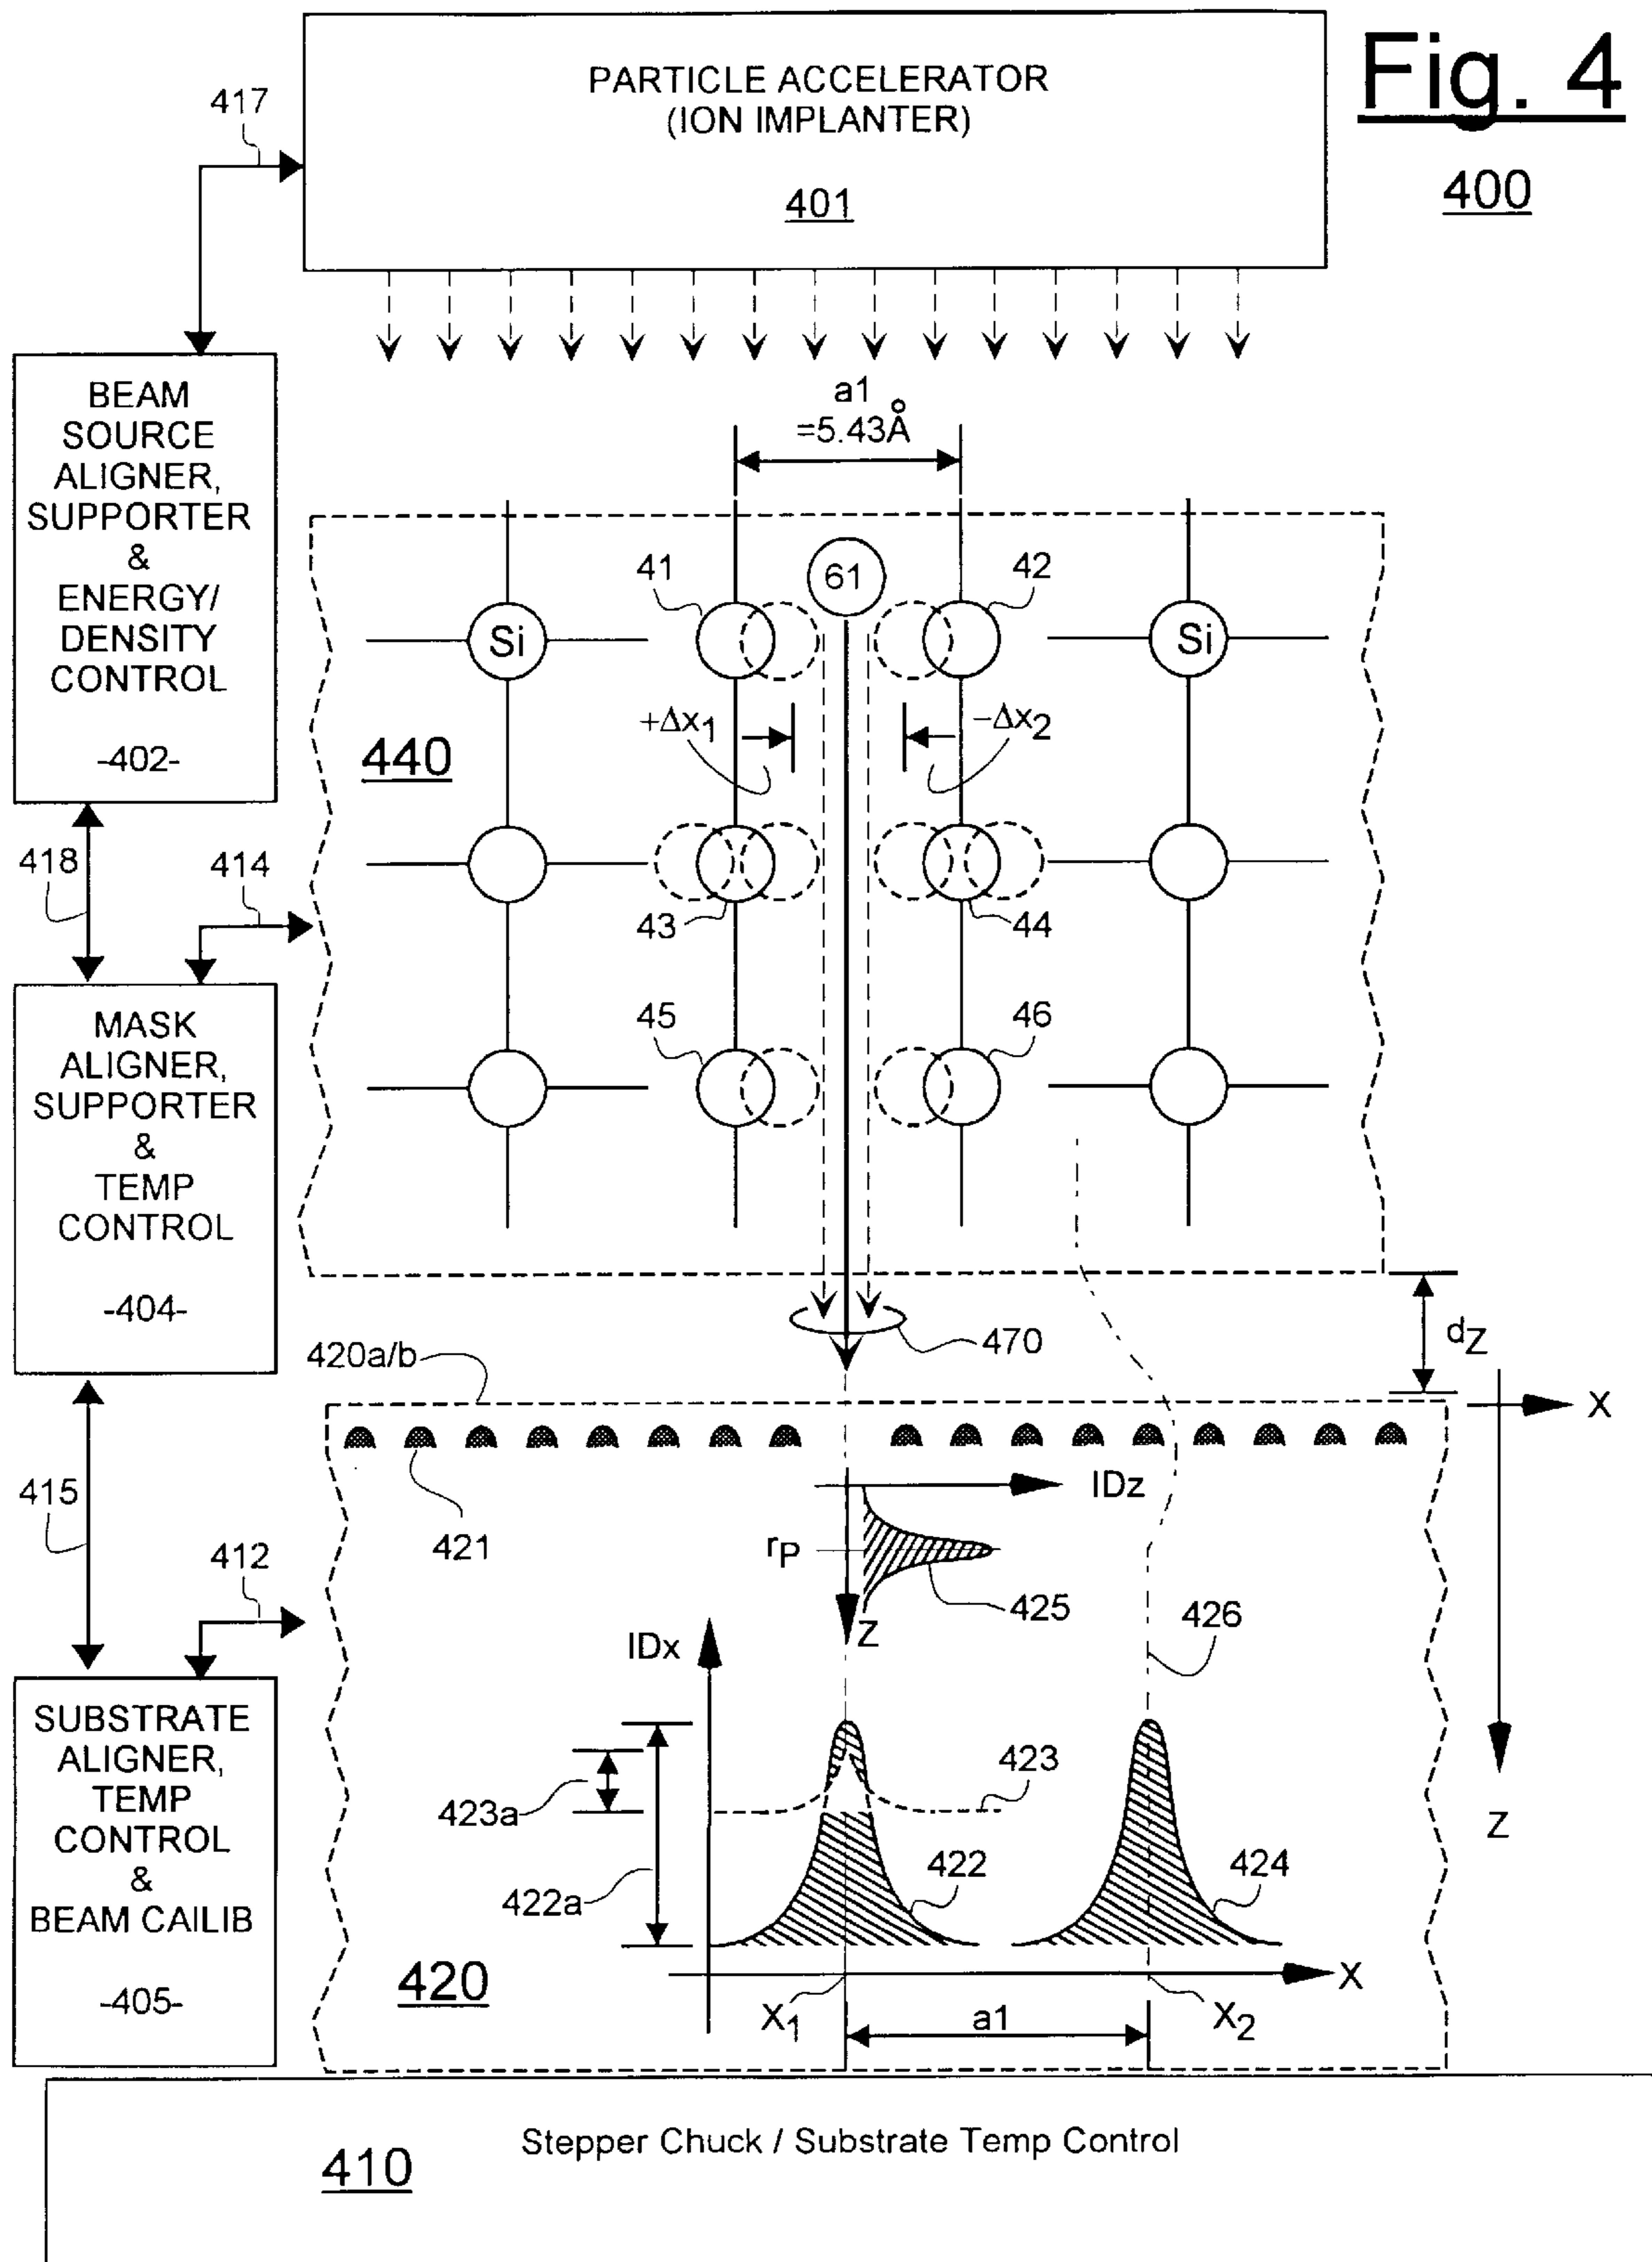 Fig. 4
400
PARTICLE ACCELERATOR
(ION IMPLANTER)
401
417
BEAM
SOURCE
ALIGNER,
SUPPORTER
&
ENERGY/
DENSITY
CONTROL
-402-
a1
=5.43Å
41
61
42
Si
Si
+Δx1
-Δx2
440
43
44
45
46
418
414
MASK
ALIGNER,
SUPPORTER
&
TEMP
CONTROL
-404-
470
dZ
420a/b
X
421
IDz
rP
425
Z
426
Z
415
412
SUBSTRATE
ALIGNER,
TEMP
CONTROL
&
BEAM CAILIB
-405-
IDx
423a
423
422a
422
424
420
X
X1
a1
X2
Stepper Chuck / Substrate Temp Control
410